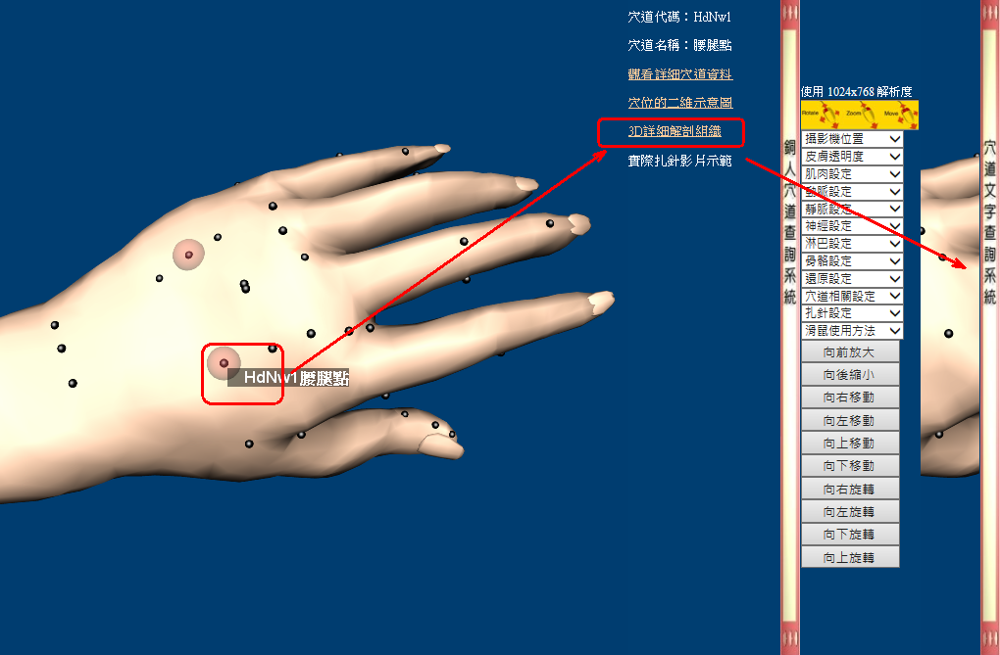 穴道代碼：HdNw1
穴道名稱：腰腿點
觀看詳細穴道資料
穴位的二維示意圖
3D詳細解剖組織
實際扎針影片示範
HdNw1腰腿點
銅人穴道查詢系統
使用 1024x768 解析度
Rotate Zoom Move
攝影機位置
皮膚透明度
肌肉設定
動脈設定
靜脈設定
神經設定
淋巴設定
骨骼設定
還原設定
穴道相關設定
扎針設定
滑鼠使用方法
向前放大
向後縮小
向右移動
向左移動
向上移動
向下移動
向右旋轉
向左旋轉
向下旋轉
向上旋轉
穴道文字查詢系統